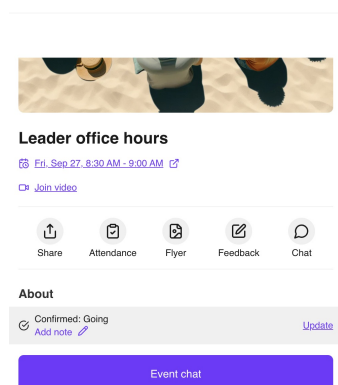 Leader office hours
Fri, Sep 27, 8:30 AM - 9:00 AM
Join video
Share Attendance Flyer Feedback Chat
About
Confirmed: Going
Add note
Update
Event chat